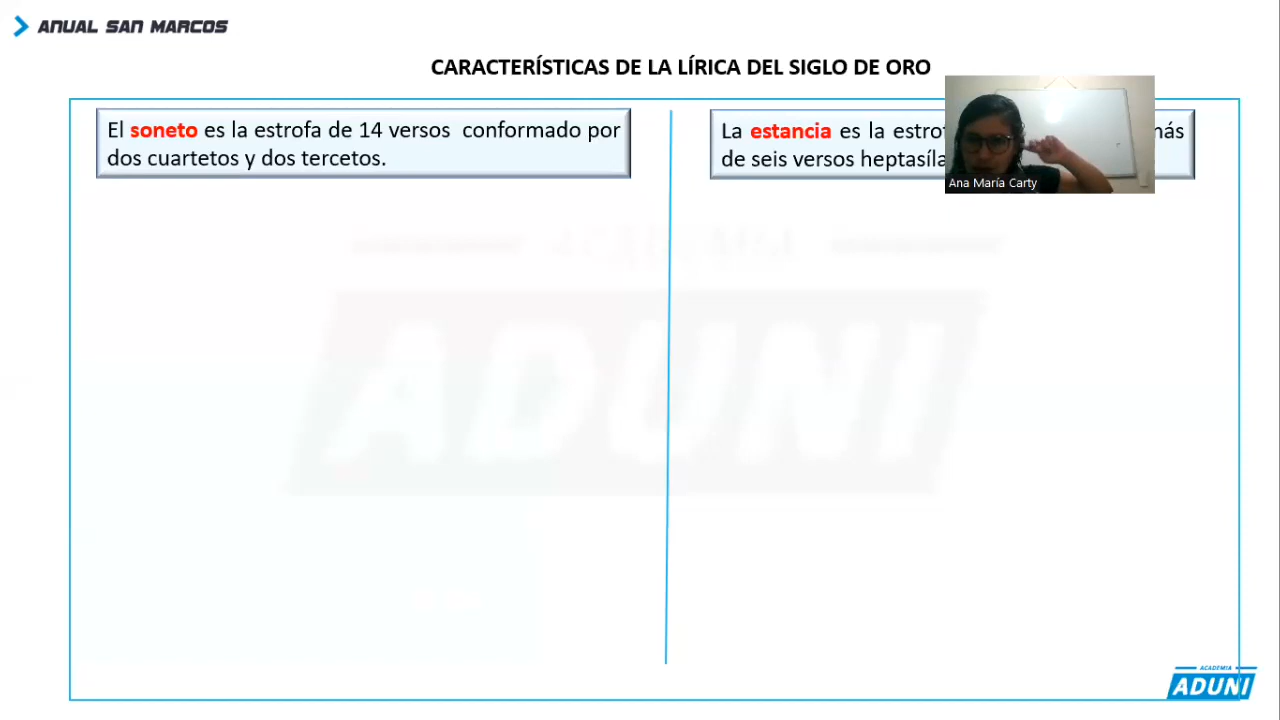 ANUAL SAN MARCOS
CARACTERÍSTICAS DE LA LÍRICA DEL SIGLO DE ORO
El soneto es la estrofa de 14 versos conformado por
dos cuartetos y dos tercetos.
La estancia es la más
de seis versos
Ana María Carty
ADUNI
ACADEMIA
ADUNI